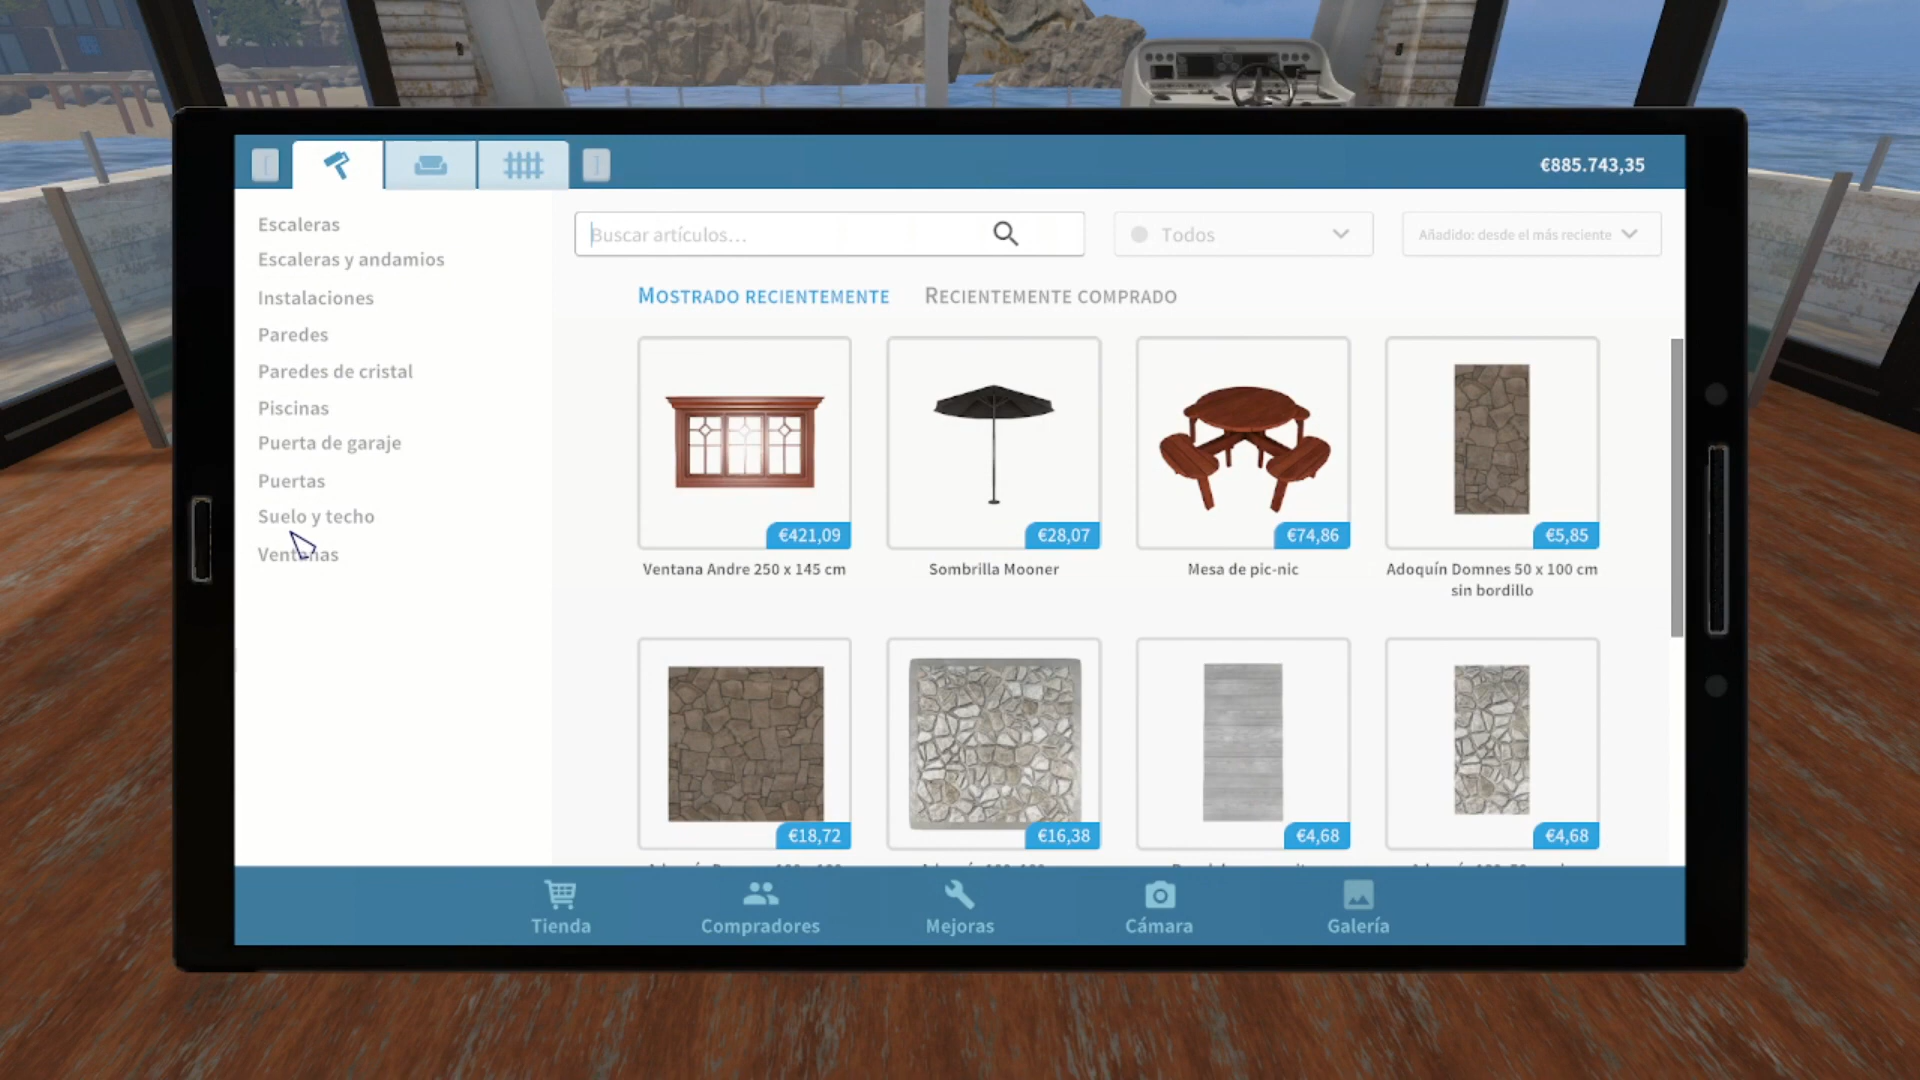 €885.743,35
Escaleras
Escaleras y andamios
Instalaciones
Paredes
Paredes de cristal
Piscinas
Puerta de garaje
Puertas
Suelo y techo
Ventanas
Buscar artículos...
Todos
Añadido: desde el más reciente
MOSTRADO RECIENTEMENTE
RECIENTEMENTE COMPRADO
€421,09
€28,07
€74,86
€5,85
Ventana Andre 250 x 145 cm
Sombrilla Mooner
Mesa de pic-nic
Adoquín Domnes 50 x 100 cm
sin bordillo
€18,72
€16,38
€4,68
€4,68
Tienda
Compradores
Mejoras
Cámara
Galería